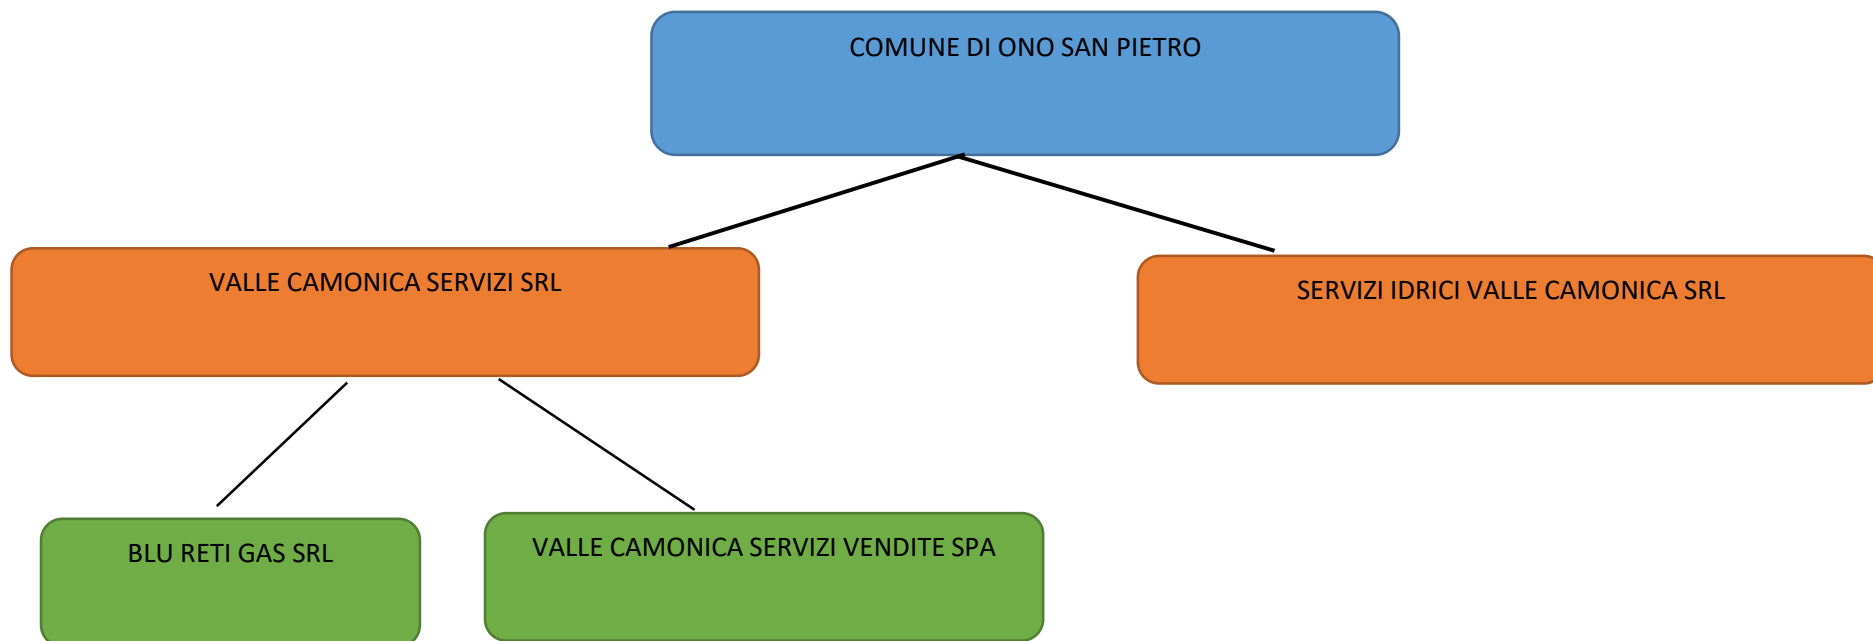 COMUNE DI ONO SAN PIETRO
VALLE CAMONICA SERVIZI SRL
SERVIZI IDRICI VALLE CAMONICA SRL
BLU RETI GAS SRL
VALLE CAMONICA SERVIZI VENDITE SPA